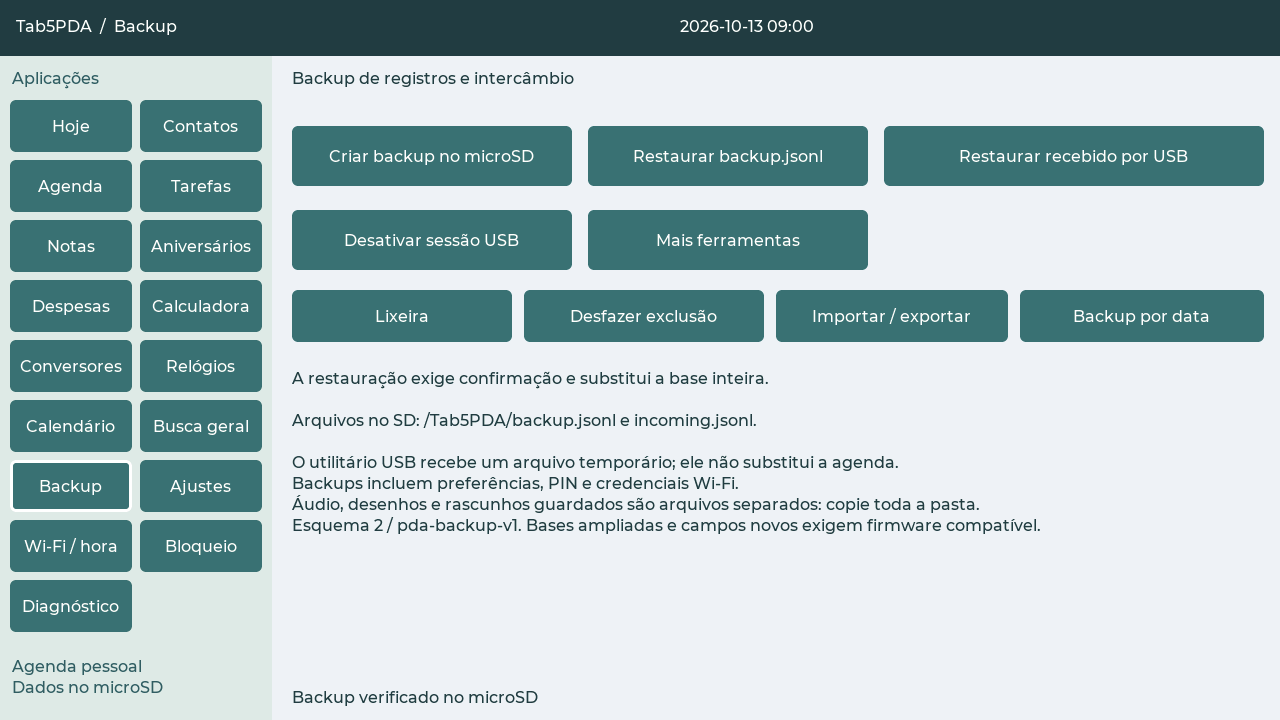 Tab5PDA / Backup
2026-10-13 09:00
Aplicações
Hoje
Contatos
Agenda
Tarefas
Notas
Aniversários
Despesas
Calculadora
Conversores
Relógios
Calendário
Busca geral
Backup
Ajustes
Wi-Fi / hora
Bloqueio
Diagnóstico
Agenda pessoal
Dados no microSD
Backup de registros e intercâmbio
Criar backup no microSD
Restaurar backup.jsonl
Restaurar recebido por USB
Desativar sessão USB
Mais ferramentas
Lixeira
Desfazer exclusão
Importar / exportar
Backup por data
A restauração exige confirmação e substitui a base inteira.
Arquivos no SD: /Tab5PDA/backup.jsonl e incoming.jsonl.
O utilitário USB recebe um arquivo temporário; ele não substitui a agenda.
Backups incluem preferências, PIN e credenciais Wi-Fi.
Áudio, desenhos e rascunhos guardados são arquivos separados: copie toda a pasta.
Esquema 2 / pda-backup-v1. Bases ampliadas e campos novos exigem firmware compatível.
Backup verificado no microSD